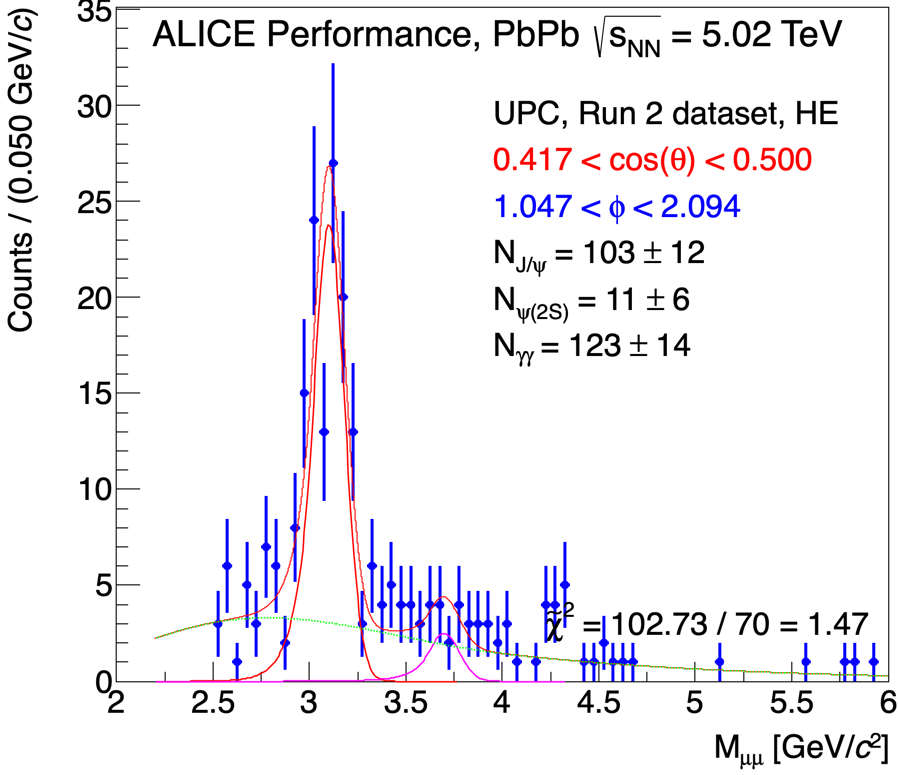 ALICE Performance, PbPb √s_NN = 5.02 TeV
UPC, Run 2 dataset, HE
0.417 < cos(θ) < 0.500
1.047 < ϕ < 2.094
N_J/ψ = 103 ± 12
N_ψ(2S) = 11 ± 6
N_γγ = 123 ± 14
χ̃² = 102.73 / 70 = 1.47
Counts / (0.050 GeV/c)
35
30
25
20
15
10
5
0
2 2.5 3 3.5 4 4.5 5 5.5 6
M_μμ [GeV/c²]